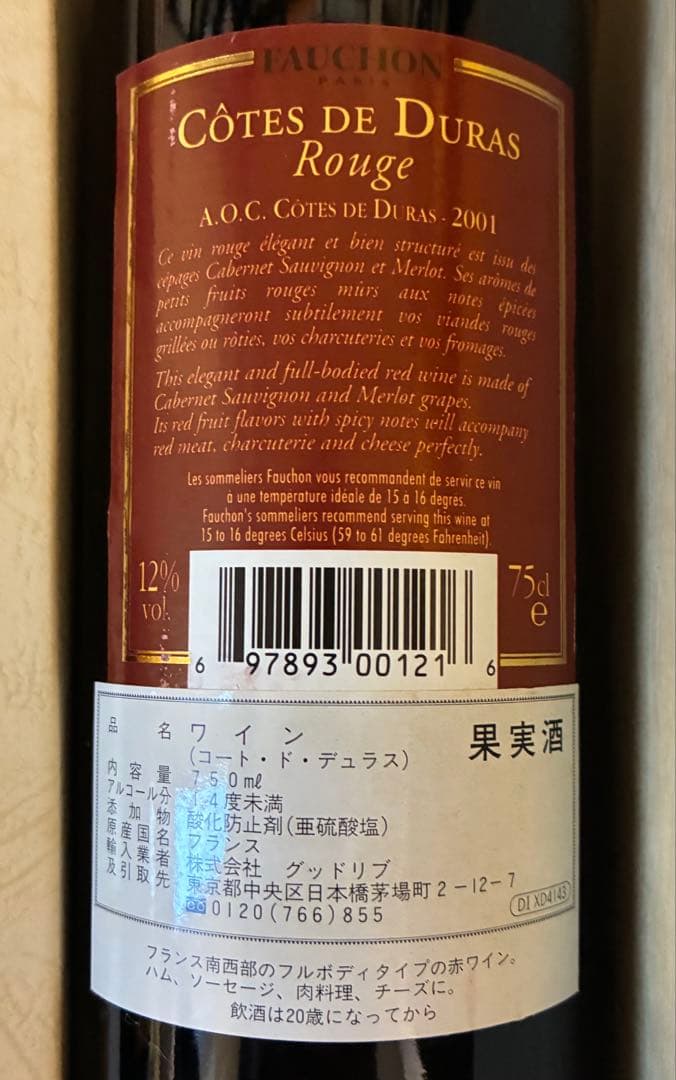 FAUCHON
PARIS
CÔTES DE DURAS
Rouge
A.O.C. CÔTES DE DURAS - 2001
Ce vin rouge élégant et bien structuré est issu des
cépages Cabernet Sauvignon et Merlot. Ses arômes de
petits fruits rouges mûrs aux notes épicées
accompagneront subtilement vos viandes rouges
grillées ou rôties, vos charcuteries et vos fromages.
This elegant and full-bodied red wine is made of
Cabernet Sauvignon and Merlot grapes.
Its red fruit flavors with spicy notes will accompany
red meat, charcuterie and cheese perfectly.
Les sommeliers Fauchon vous recommandent de servir ce vin
à une temperature idéale de 15 à 16 degrés.
Fauchon's sommeliers recommend serving this wine at
15 to 16 degrees Celsius (59 to 61 degrees Fahrenheit).
12%
vol.
75cl
e
6 97893 00121 6
品名 ワイン
(コート・ド・デュラス)
果実酒
内容量 750ml
アルコール分 14度未満
添加物 酸化防止剤(亜硫酸塩)
原産国名 フランス
輸入業者 株式会社 グッドリブ
及引取先 東京都中央区日本橋茅場町2-12-7
0120(766)855
D.I XD4143
フランス南西部のフルボディタイプの赤ワイン。
ハム、ソーセージ、肉料理、チーズに。
飲酒は20歳になってから